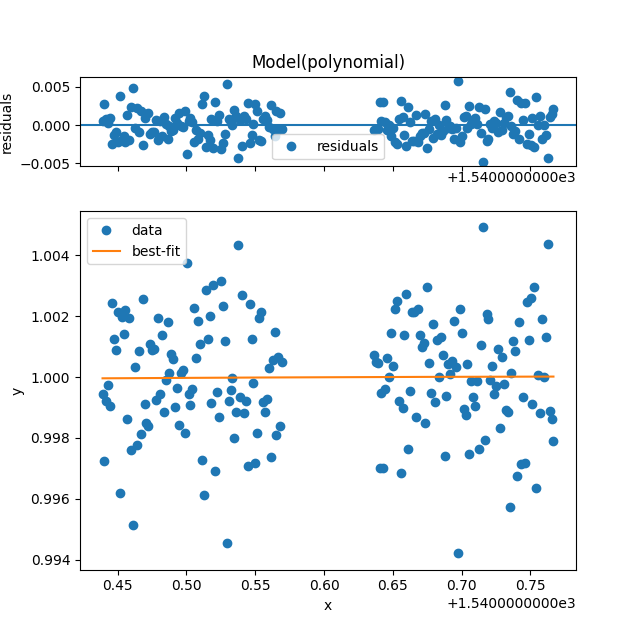 Model(polynomial)
0.005
0.000
−0.005
residuals
residuals
+1.5400000000e3
1.004
1.002
1.000
0.998
0.996
0.994
y
data
best-fit
0.45 0.50 0.55 0.60 0.65 0.70 0.75
x
+1.5400000000e3